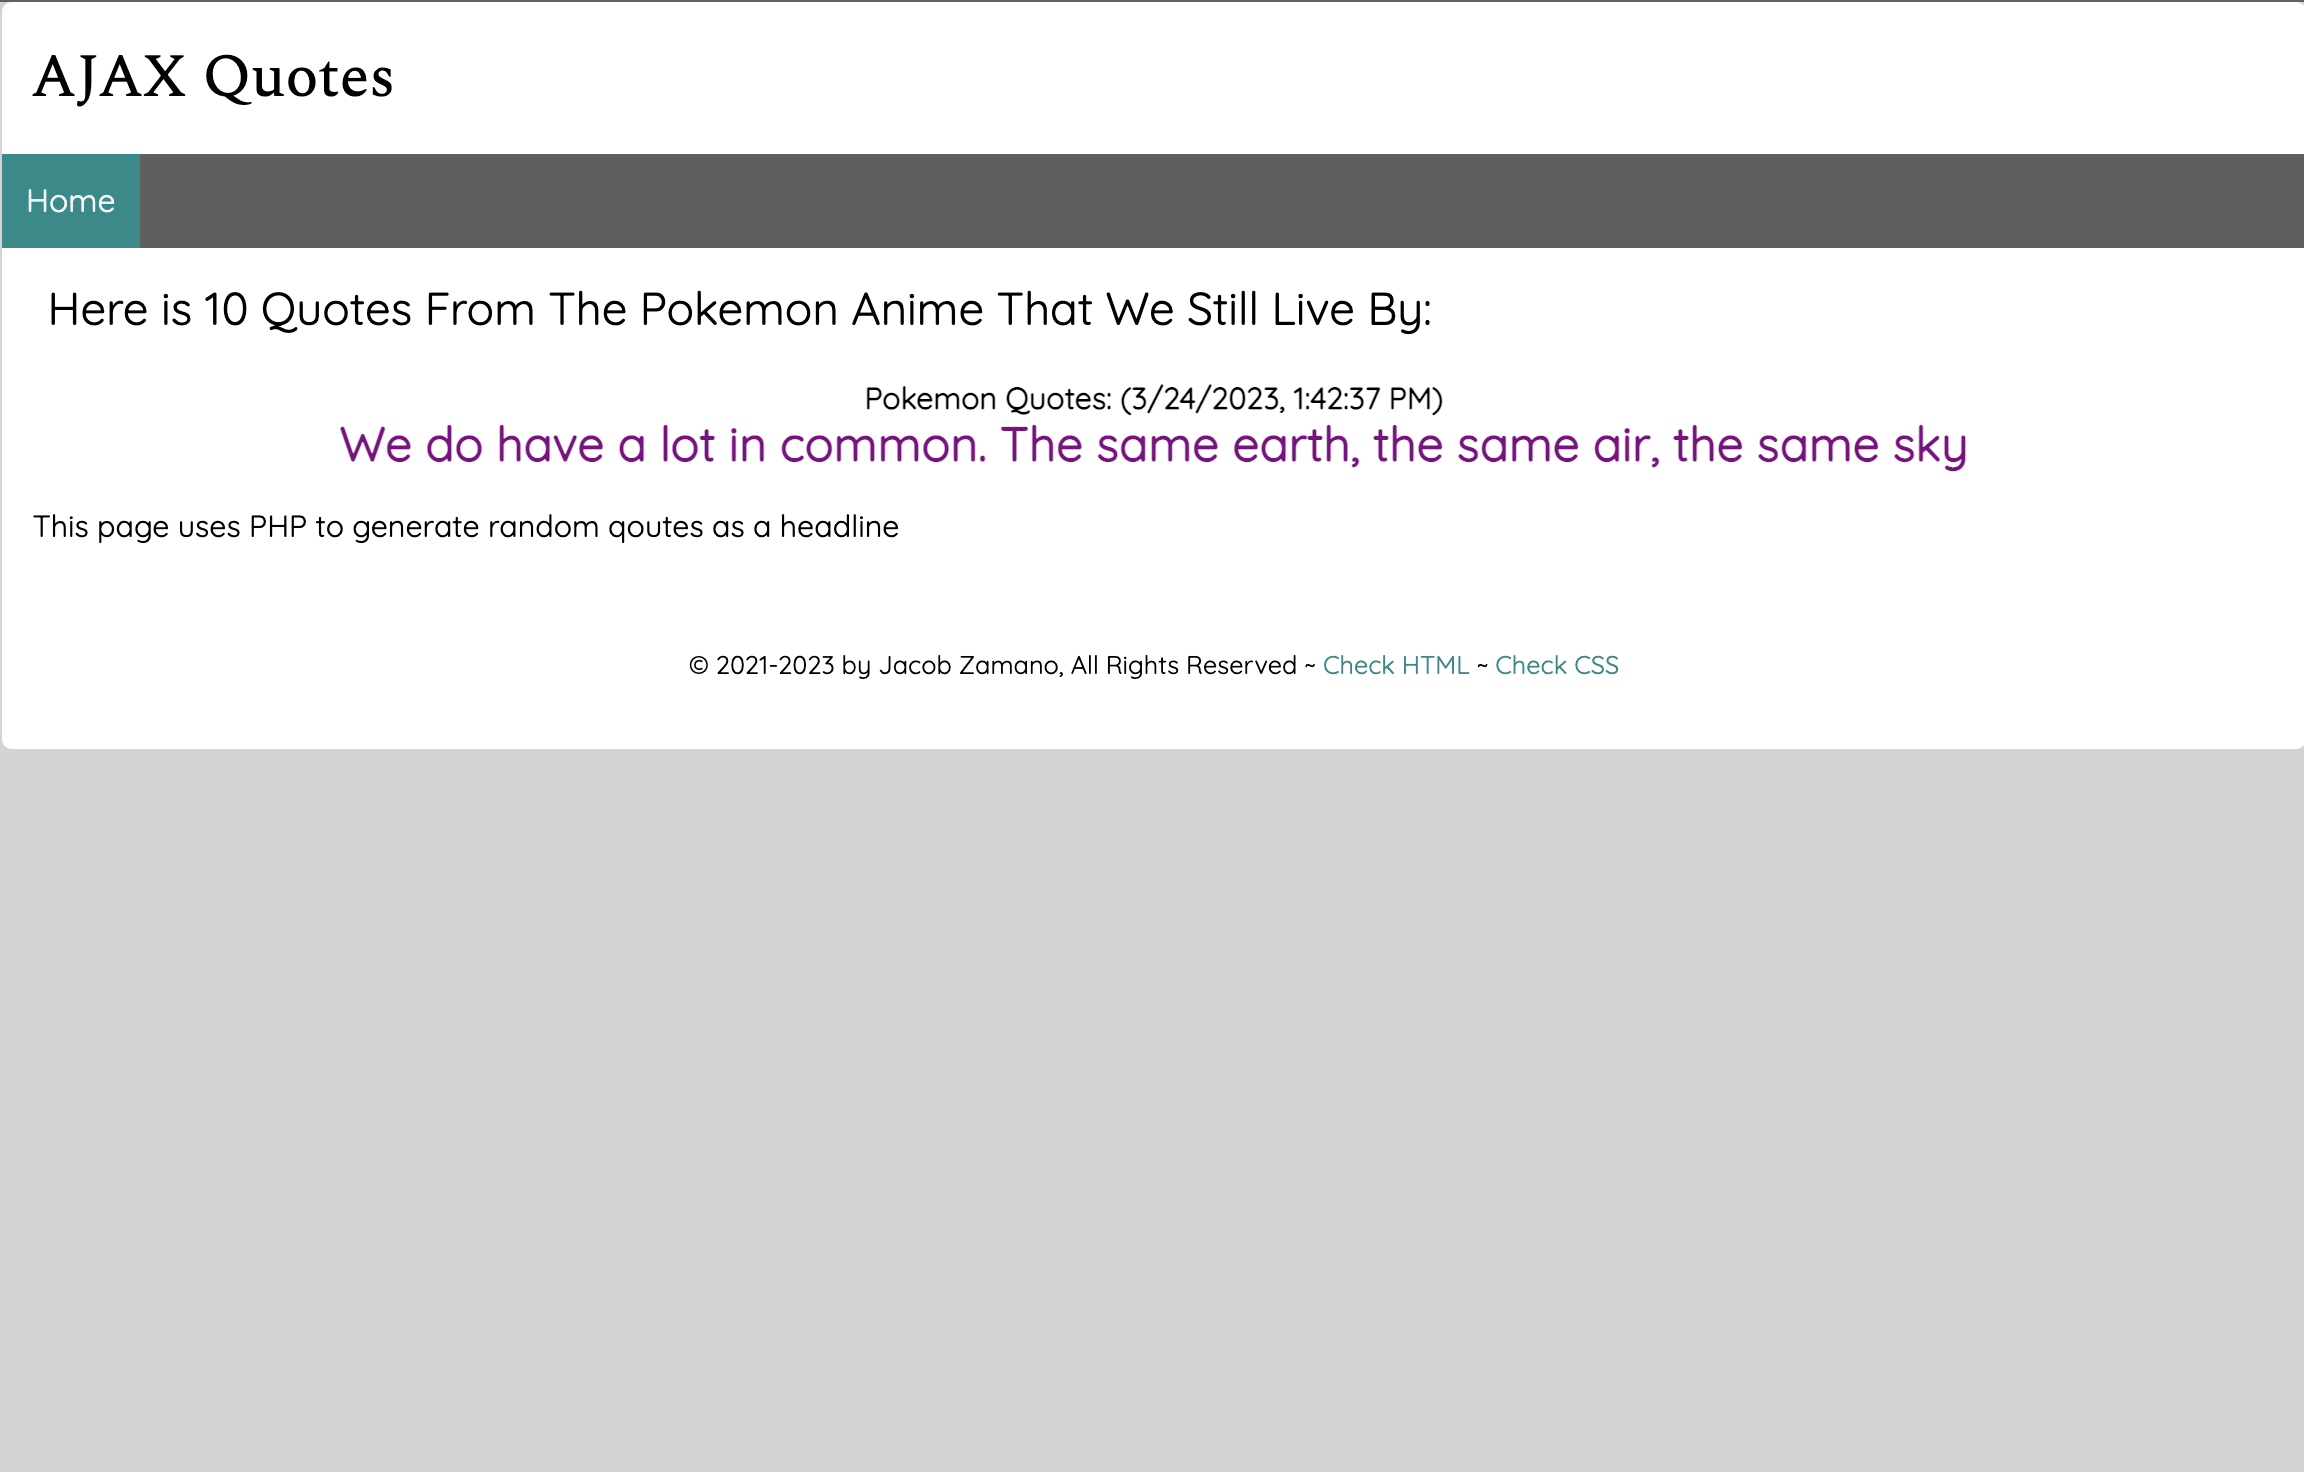 AJAX Quotes
Home
Here is 10 Quotes From The Pokemon Anime That We Still Live By:
Pokemon Quotes: (3/24/2023, 1:42:37 PM)
We do have a lot in common. The same earth, the same air, the same sky
This page uses PHP to generate random qoutes as a headline
© 2021-2023 by Jacob Zamano, All Rights Reserved ~ Check HTML ~ Check CSS